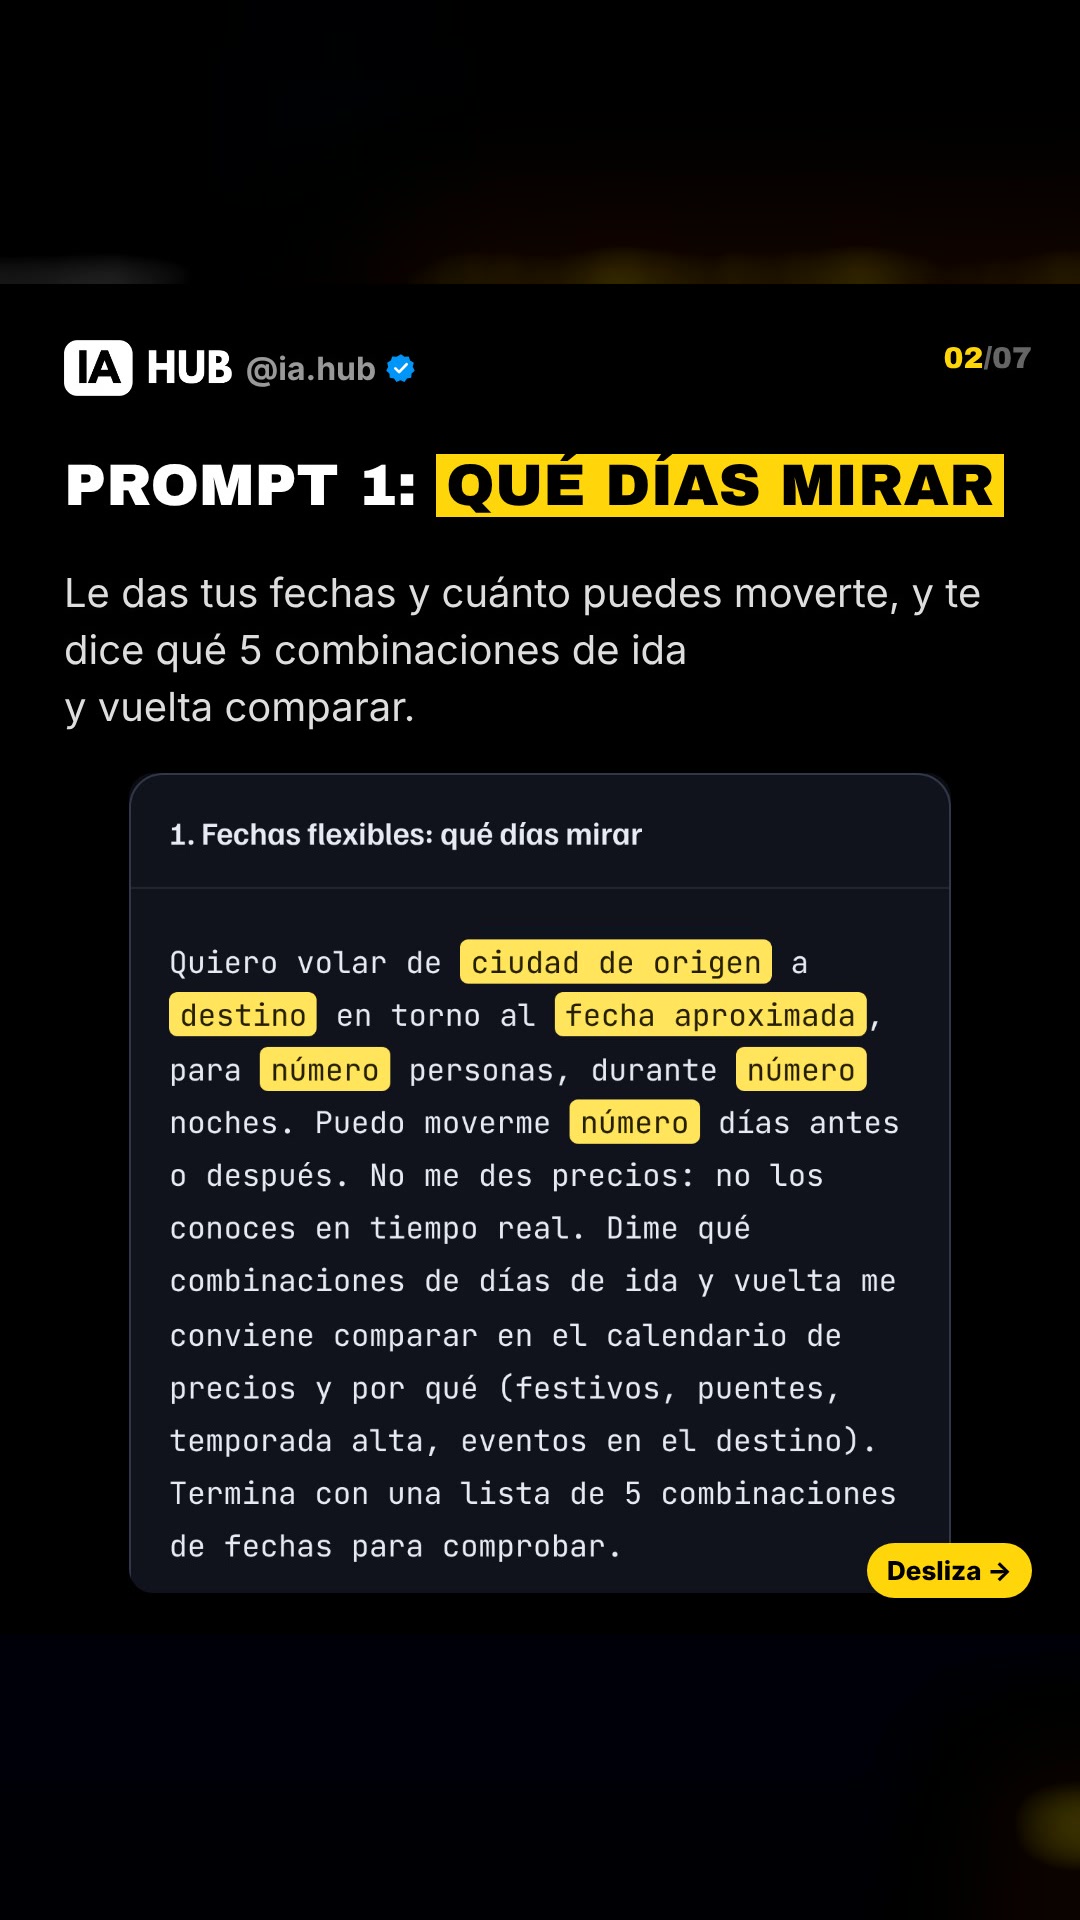 IA HUB @ia.hub
02/07
PROMPT 1: QUÉ DÍAS MIRAR
Le das tus fechas y cuánto puedes moverte, y te
dice qué 5 combinaciones de ida
y vuelta comparar.
1. Fechas flexibles: qué días mirar
Quiero volar de ciudad de origen a
destino en torno al fecha aproximada,
para número personas, durante número
noches. Puedo moverme número días antes
o después. No me des precios: no los
conoces en tiempo real. Dime qué
combinaciones de días de ida y vuelta me
conviene comparar en el calendario de
precios y por qué (festivos, puentes,
temporada alta, eventos en el destino).
Termina con una lista de 5 combinaciones
de fechas para comprobar.
Desliza →